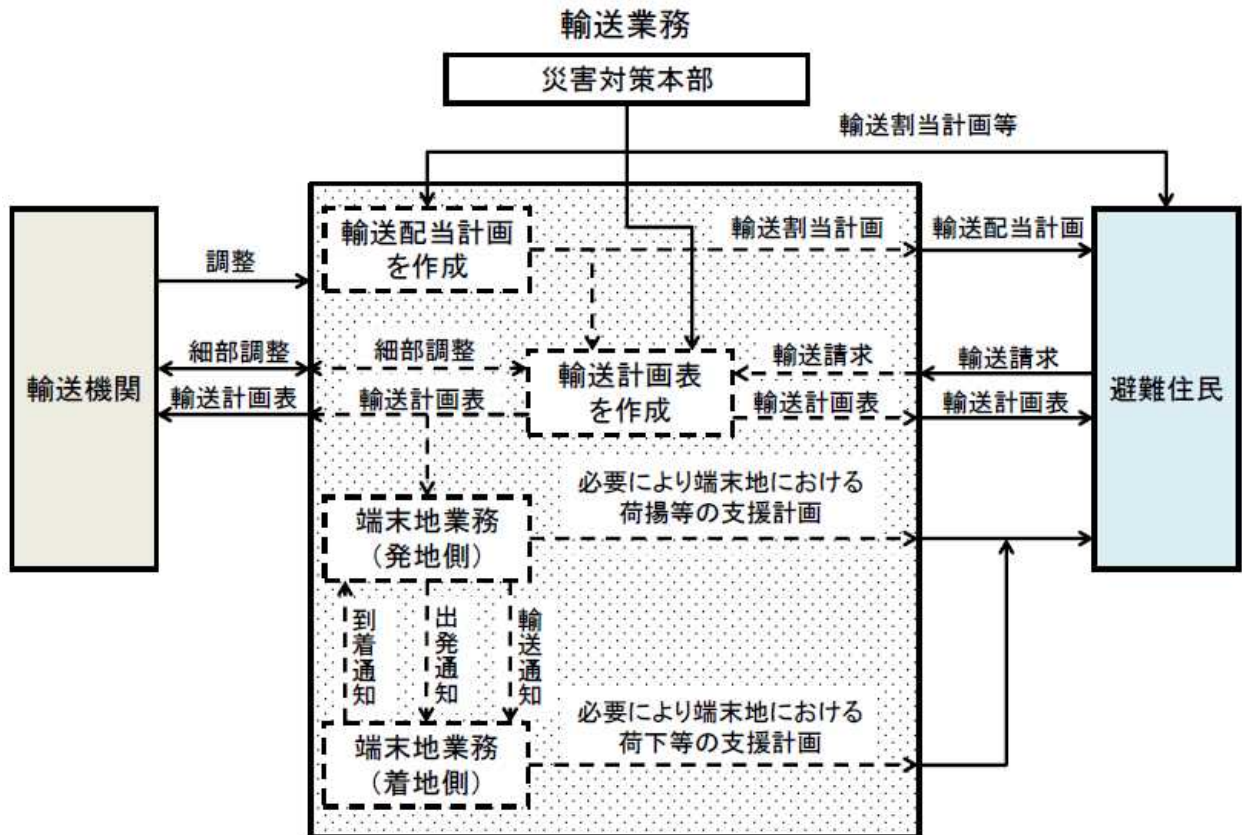 輸送業務
災害対策本部
輸送割当計画等
輸送配当計画
を作成
輸送割当計画
輸送配当計画
調整
細部調整
細部調整
輸送計画表
を作成
輸送請求
輸送請求
輸送機関
避難住民
輸送計画表
輸送計画表
輸送計画表
輸送計画表
必要により端末地における
荷揚等の支援計画
端末地業務
（発地側）
到着通知
出発通知
輸送通知
必要により端末地における
荷下等の支援計画
端末地業務
（着地側）